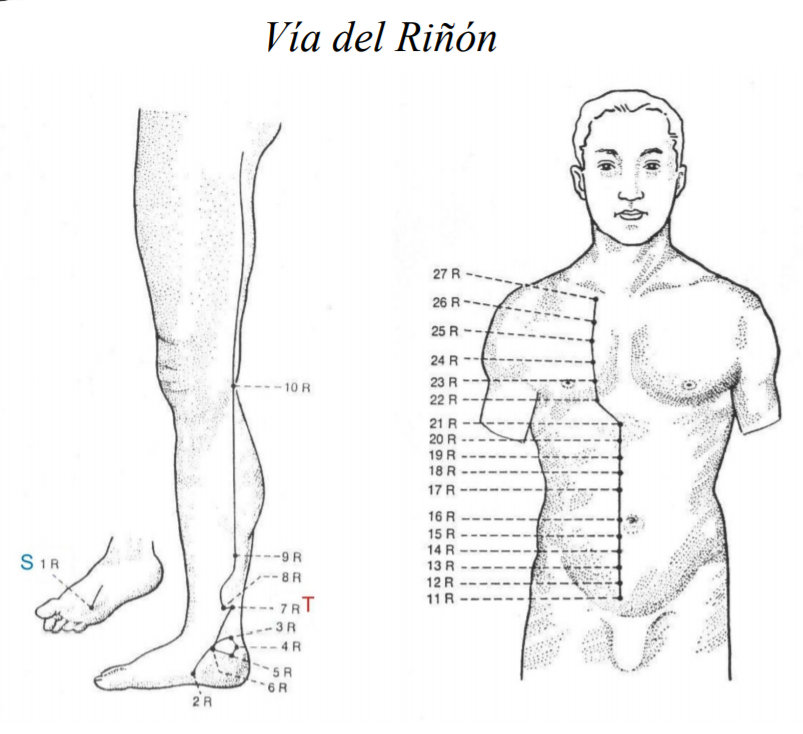 Vía del Riñón
10 R
S 1 R
9 R
8 R
7 R T
3 R
4 R
5 R
6 R
2 R
27 R
26 R
25 R
24 R
23 R
22 R
21 R
20 R
19 R
18 R
17 R
16 R
15 R
14 R
13 R
12 R
11 R